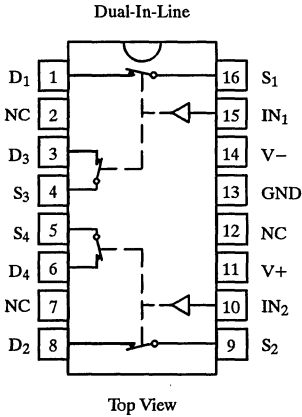 Dual-In-Line
D1 1 16 S1
NC 2 15 IN1
D3 3 14 V−
S3 4 13 GND
S4 5 12 NC
D4 6 11 V+
NC 7 10 IN2
D2 8 9 S2
Top View